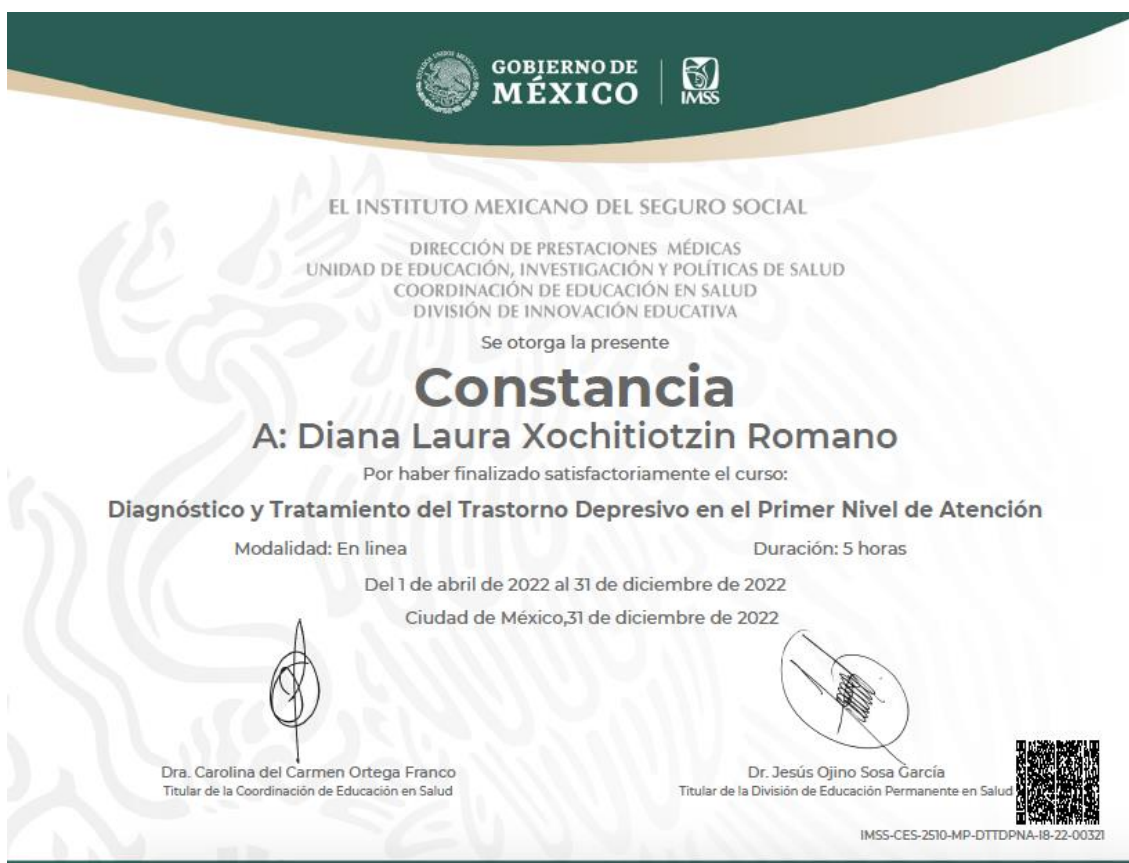 GOBIERNO DE
MÉXICO
IMSS
EL INSTITUTO MEXICANO DEL SEGURO SOCIAL
DIRECCIÓN DE PRESTACIONES MÉDICAS
UNIDAD DE EDUCACIÓN, INVESTIGACIÓN Y POLÍTICAS DE SALUD
COORDINACIÓN DE EDUCACIÓN EN SALUD
DIVISIÓN DE INNOVACIÓN EDUCATIVA
Se otorga la presente
Constancia
A: Diana Laura Xochitiotzin Romano
Por haber finalizado satisfactoriamente el curso:
Diagnóstico y Tratamiento del Trastorno Depresivo en el Primer Nivel de Atención
Modalidad: En linea Duración: 5 horas
Del 1 de abril de 2022 al 31 de diciembre de 2022
Ciudad de México,31 de diciembre de 2022
Dra. Carolina del Carmen Ortega Franco
Titular de la Coordinación de Educación en Salud
Dr. Jesús Ojino Sosa García
Titular de la División de Educación Permanente en Salud
IMSS-CES-2510-MP-DTTDPNA-I8-22-00321